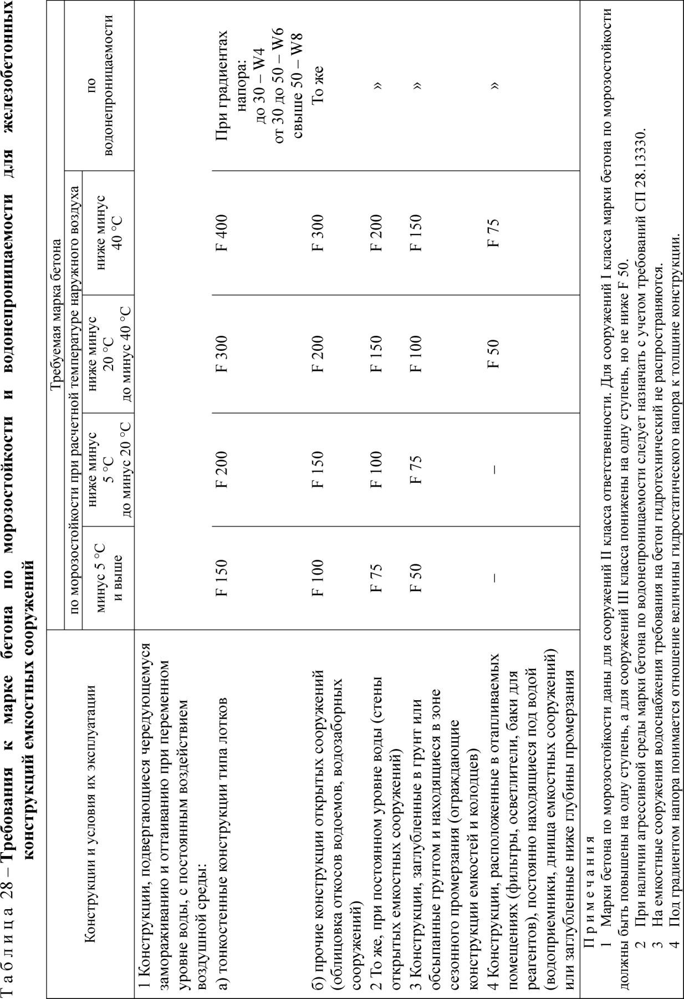 Т а б л и ц а 28 – Требования к марке бетона по морозостойкости и водонепроницаемости для железобетонных
конструкций емкостных сооружений
Конструкции и условия их эксплуатации
Требуемая марка бетона
по морозостойкости при расчетной температуре наружного воздуха
по
водонепроницаемости
минус 5 °С
и выше
ниже минус
5 °С
до минус 20 °С
ниже минус
20 °С
до минус 40 °С
ниже минус
40 °С
1 Конструкции, подвергающиеся чередующемуся
замораживанию и оттаиванию при переменном
уровне воды, с постоянным воздействием
воздушной среды:
а) тонкостенные конструкции типа лотков
F 150
F 200
F 300
F 400
При градиентах
напора:
до 30 – W4
от 30 до 50 – W6
свыше 50 – W8
б) прочие конструкции открытых сооружений
(облицовка откосов водоемов, водозаборных
сооружений)
F 100
F 150
F 200
F 300
То же
2 То же, при постоянном уровне воды (стены
открытых емкостных сооружений)
F 75
F 100
F 150
F 200
»
3 Конструкции, заглубленные в грунт или
обсыпанные грунтом и находящиеся в зоне
сезонного промерзания (ограждающие
конструкции емкостей и колодцев)
F 50
F 75
F 100
F 150
»
4 Конструкции, расположенные в отапливаемых
помещениях (фильтры, осветлители, баки для
реагентов), постоянно находящиеся под водой
(водоприемники, днища емкостных сооружений)
или заглубленные ниже глубины промерзания
–
–
F 50
F 75
»
П р и м е ч а н и я
1 Марки бетона по морозостойкости даны для сооружений II класса ответственности. Для сооружений I класса марки бетона по морозостойкости
должны быть повышены на одну ступень, а для сооружений III класса понижены на одну ступень, но не ниже F 50.
2 При наличии агрессивной среды марки бетона по водонепроницаемости следует назначать с учетом требований СП 28.13330.
3 На емкостные сооружения водоснабжения требования на бетон гидротехнический не распространяются.
4 Под градиентом напора понимается отношение величины гидростатического напора к толщине конструкции.